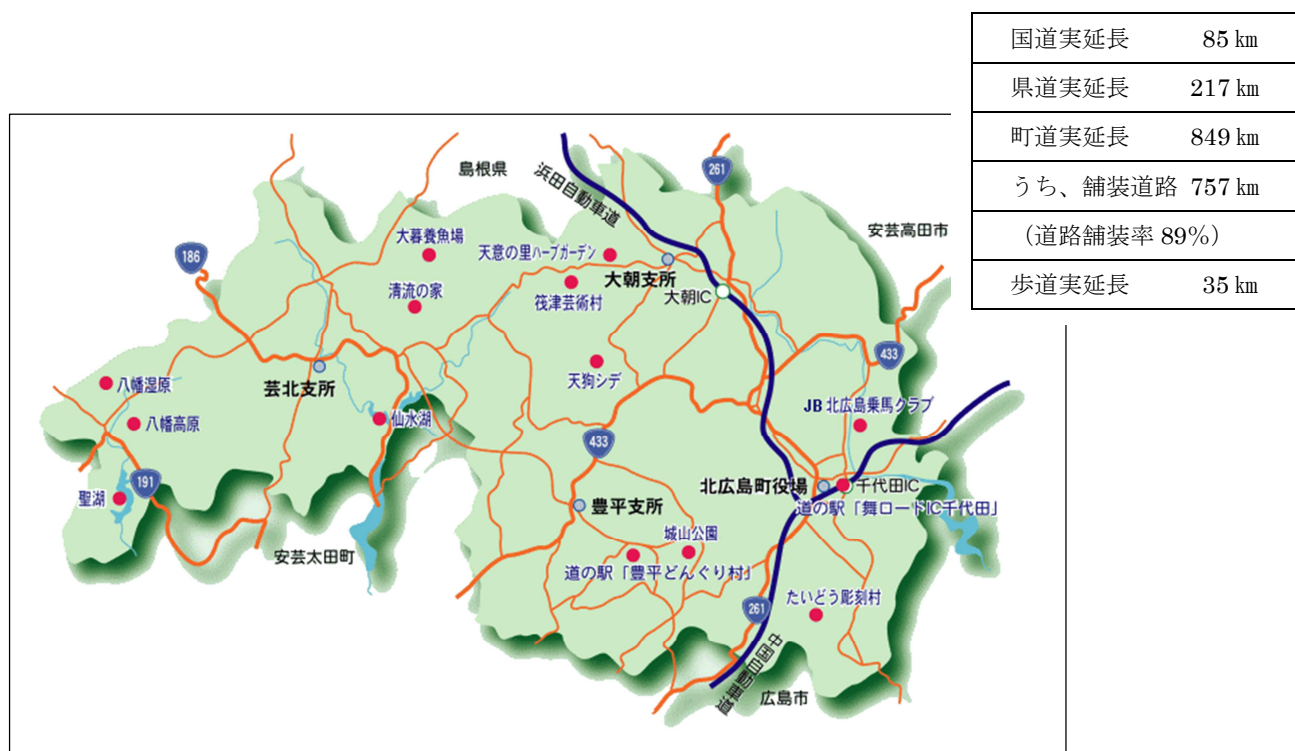 国道実延長 85 ㎞
県道実延長 217 ㎞
町道実延長 849 ㎞
うち、舗装道路 757 ㎞
（道路舗装率 89%）
歩道実延長 35 ㎞
島根県
浜田自動車道
261
安芸高田市
186
大暮養魚場
天意の里ハーブガーデン
大朝支所
清流の家
筏津芸術村
大朝IC
433
芸北支所
天狗シデ
八幡湿原
八幡高原
仙水湖
JB 北広島乗馬クラブ
433
191
聖湖
北広島町役場
千代田IC
道の駅「舞ロードIC千代田」
豊平支所
安芸太田町
城山公園
道の駅「豊平どんぐり村」
261
たいどう彫刻村
中国自動車道
広島市